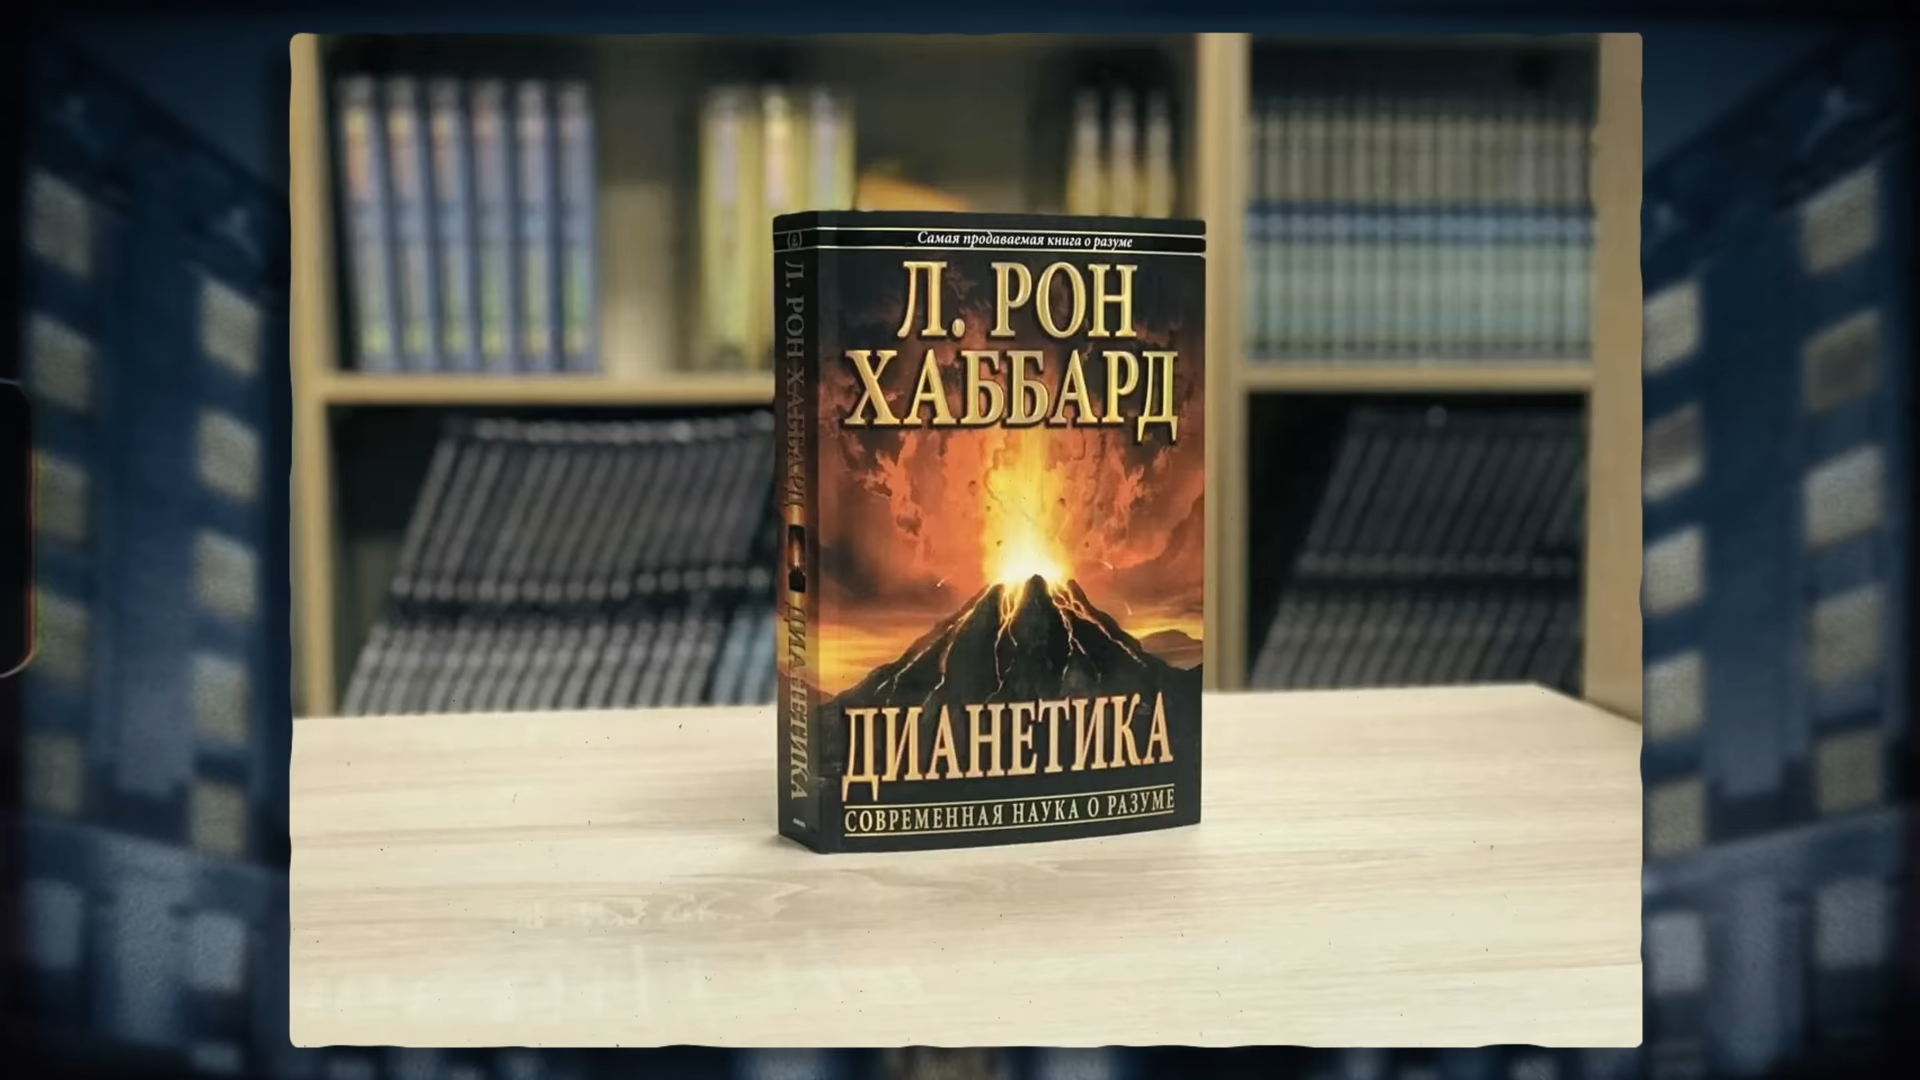 Самая продаваемая книга о разуме
Л. РОН
ХАББАРД
ДИАНЕТИКА
СОВРЕМЕННАЯ НАУКА О РАЗУМЕ
Л. РОН ХАББАРД ДИАНЕТИКА